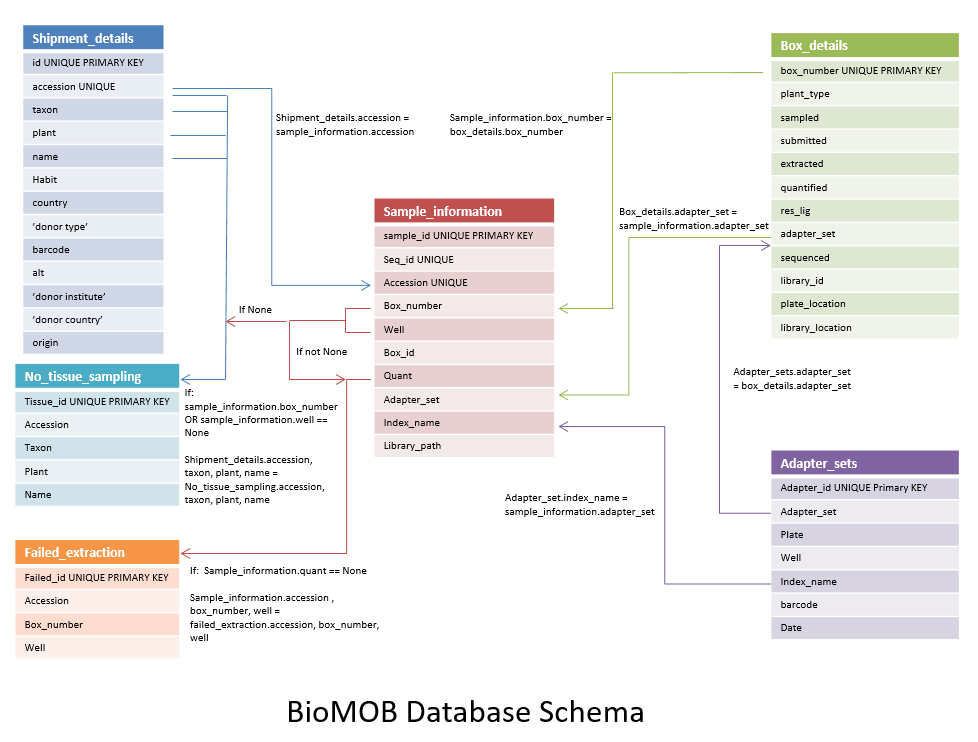 Shipment_details
id UNIQUE PRIMARY KEY
accession UNIQUE
taxon
plant
name
Habit
country
‘donor type’
barcode
alt
‘donor institute’
‘donor country’
origin
Shipment_details.accession =
sample_information.accession
Sample_information.box_number =
box_details.box_number
Box_details
box_number UNIQUE PRIMARY KEY
plant_type
sampled
submitted
extracted
quantified
res_lig
adapter_set
sequenced
library_id
plate_location
library_location
Sample_information
sample_id UNIQUE PRIMARY KEY
Seq_id UNIQUE
Accession UNIQUE
Box_number
Well
Box_id
Quant
Adapter_set
Index_name
Library_path
Box_details.adapter_set =
sample_information.adapter_set
If None
If not None
No_tissue_sampling
Tissue_id UNIQUE PRIMARY KEY
Accession
Taxon
Plant
Name
If:
sample_information.box_number
OR sample_information.well ==
None
Shipment_details.accession,
taxon, plant, name =
No_tissue_sampling.accession,
taxon, plant, name
Adapter_sets.adapter_set
= box_details.adapter_set
Adapter_sets
Adapter_id UNIQUE Primary KEY
Adapter_set
Plate
Well
Index_name
barcode
Date
Adapter_set.index_name =
sample_information.adapter_set
Failed_extraction
Failed_id UNIQUE PRIMARY KEY
Accession
Box_number
Well
If:  Sample_information.quant == None
Sample_information.accession ,
box_number, well =
failed_extraction.accession, box_number,
well
BioMOB Database Schema